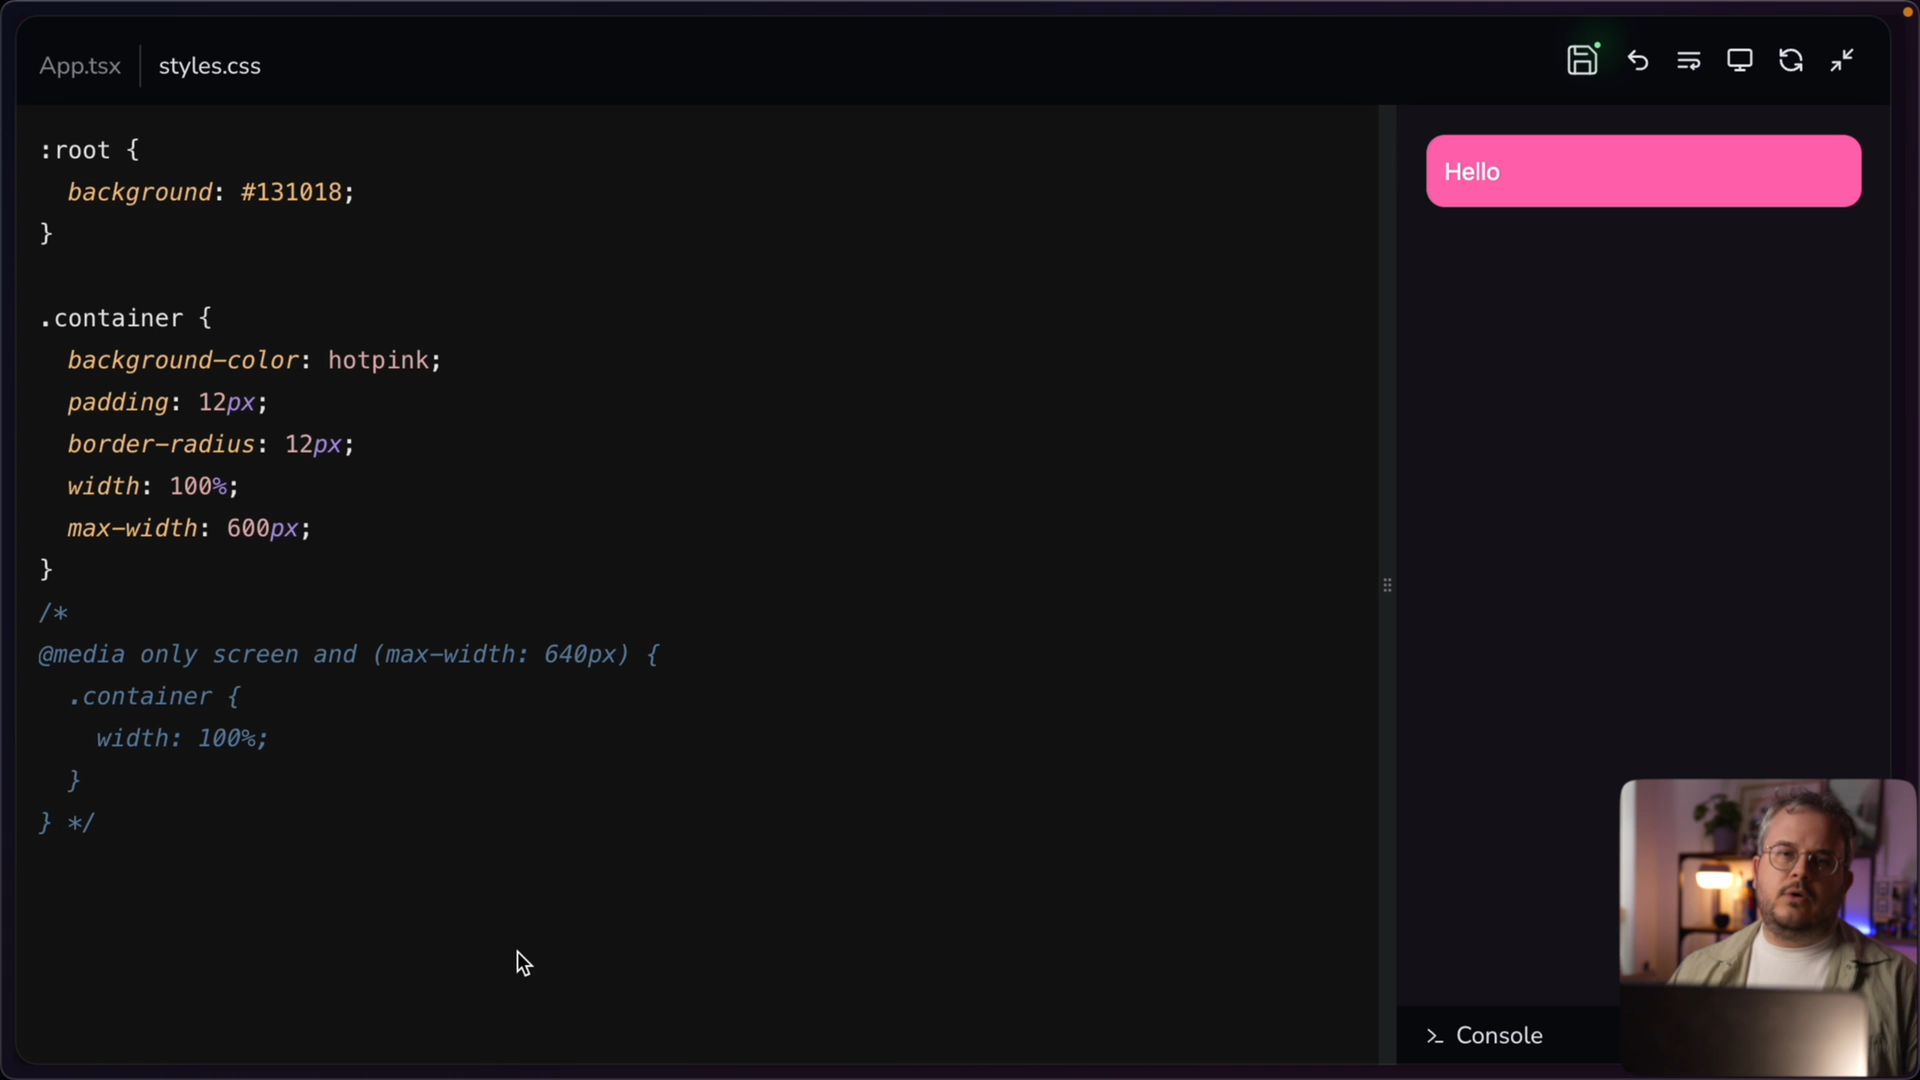 App.tsx
styles.css
:root {
  background: #131018;
}
.container {
  background-color: hotpink;
  padding: 12px;
  border-radius: 12px;
  width: 100%;
  max-width: 600px;
}
/*
@media only screen and (max-width: 640px) {
  .container {
    width: 100%;
  }
} */
Hello
Console